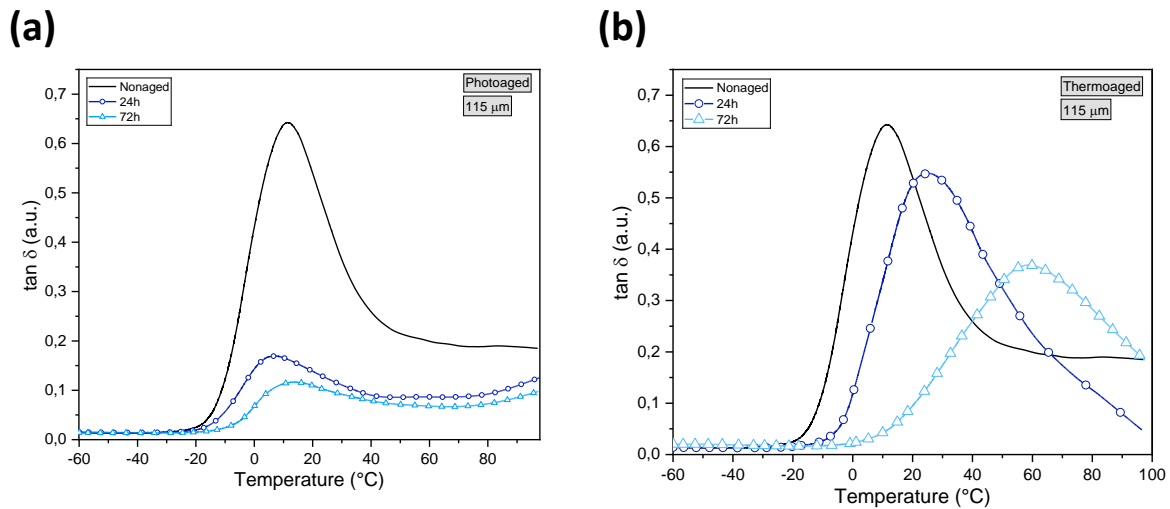 (a)
Nonaged
24h
72h
Photoaged
115 μm
0,7
0,6
0,5
0,4
0,3
0,2
0,1
0,0
tan δ (a.u.)
-60 -40 -20 0 20 40 60 80
Temperature (°C)
(b)
Nonaged
24h
72h
Thermoaged
115 μm
0,7
0,6
0,5
0,4
0,3
0,2
0,1
0,0
tan δ (a.u.)
-60 -40 -20 0 20 40 60 80 100
Temperature (°C)